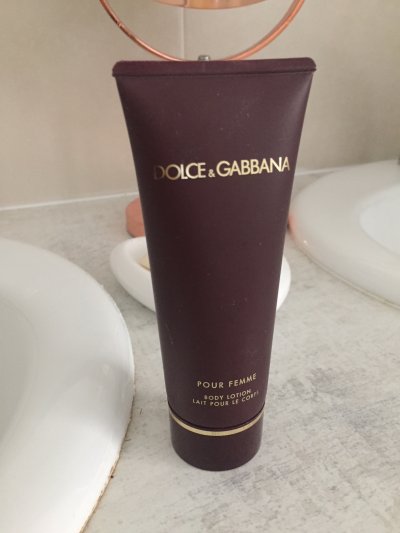 DOLCE & GABBANA
POUR FEMME
BODY LOTION
LAIT POUR LE CORPS